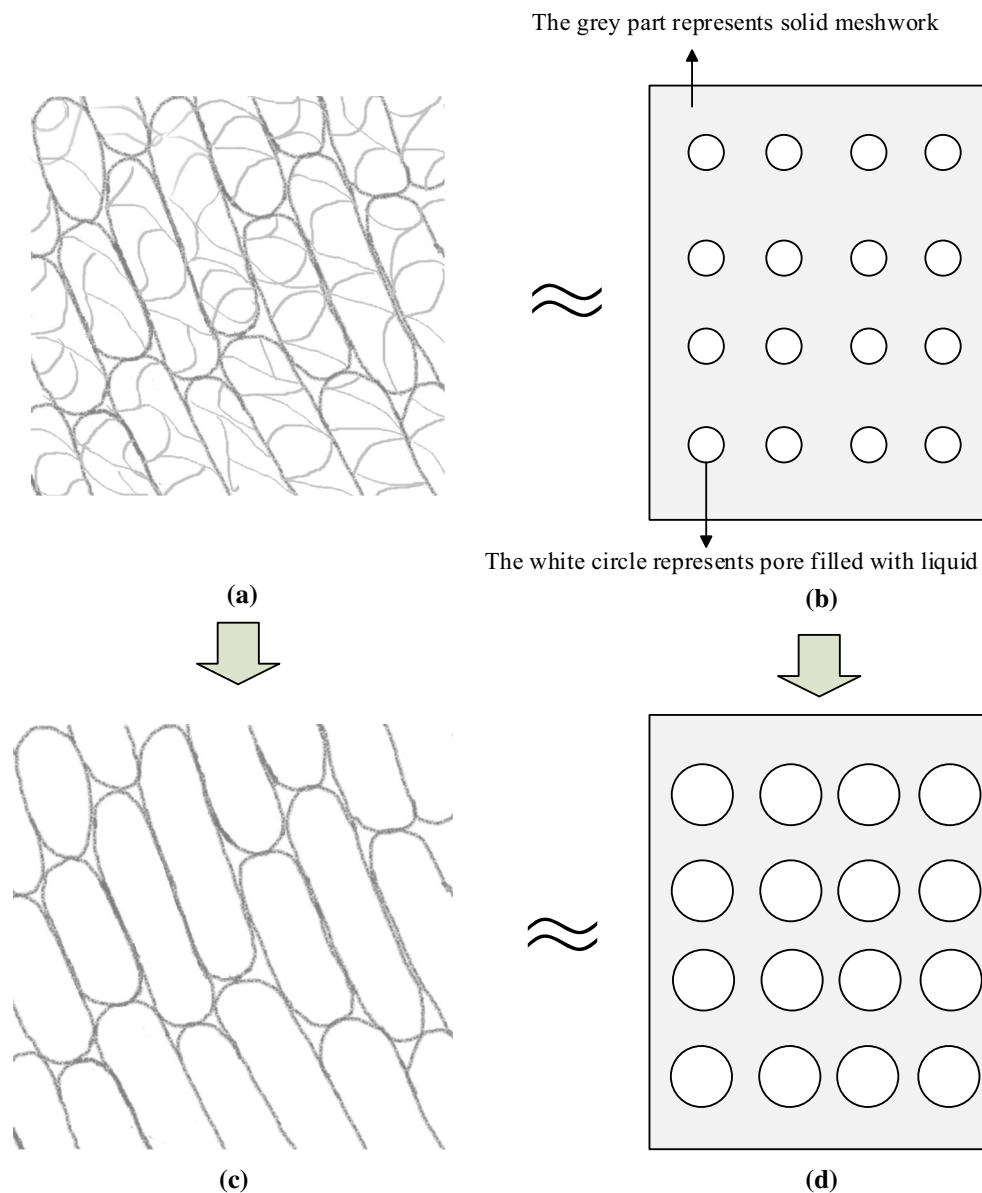 The grey part represents solid meshwork
The white circle represents pore filled with liquid
(a)
(b)
(c)
(d)